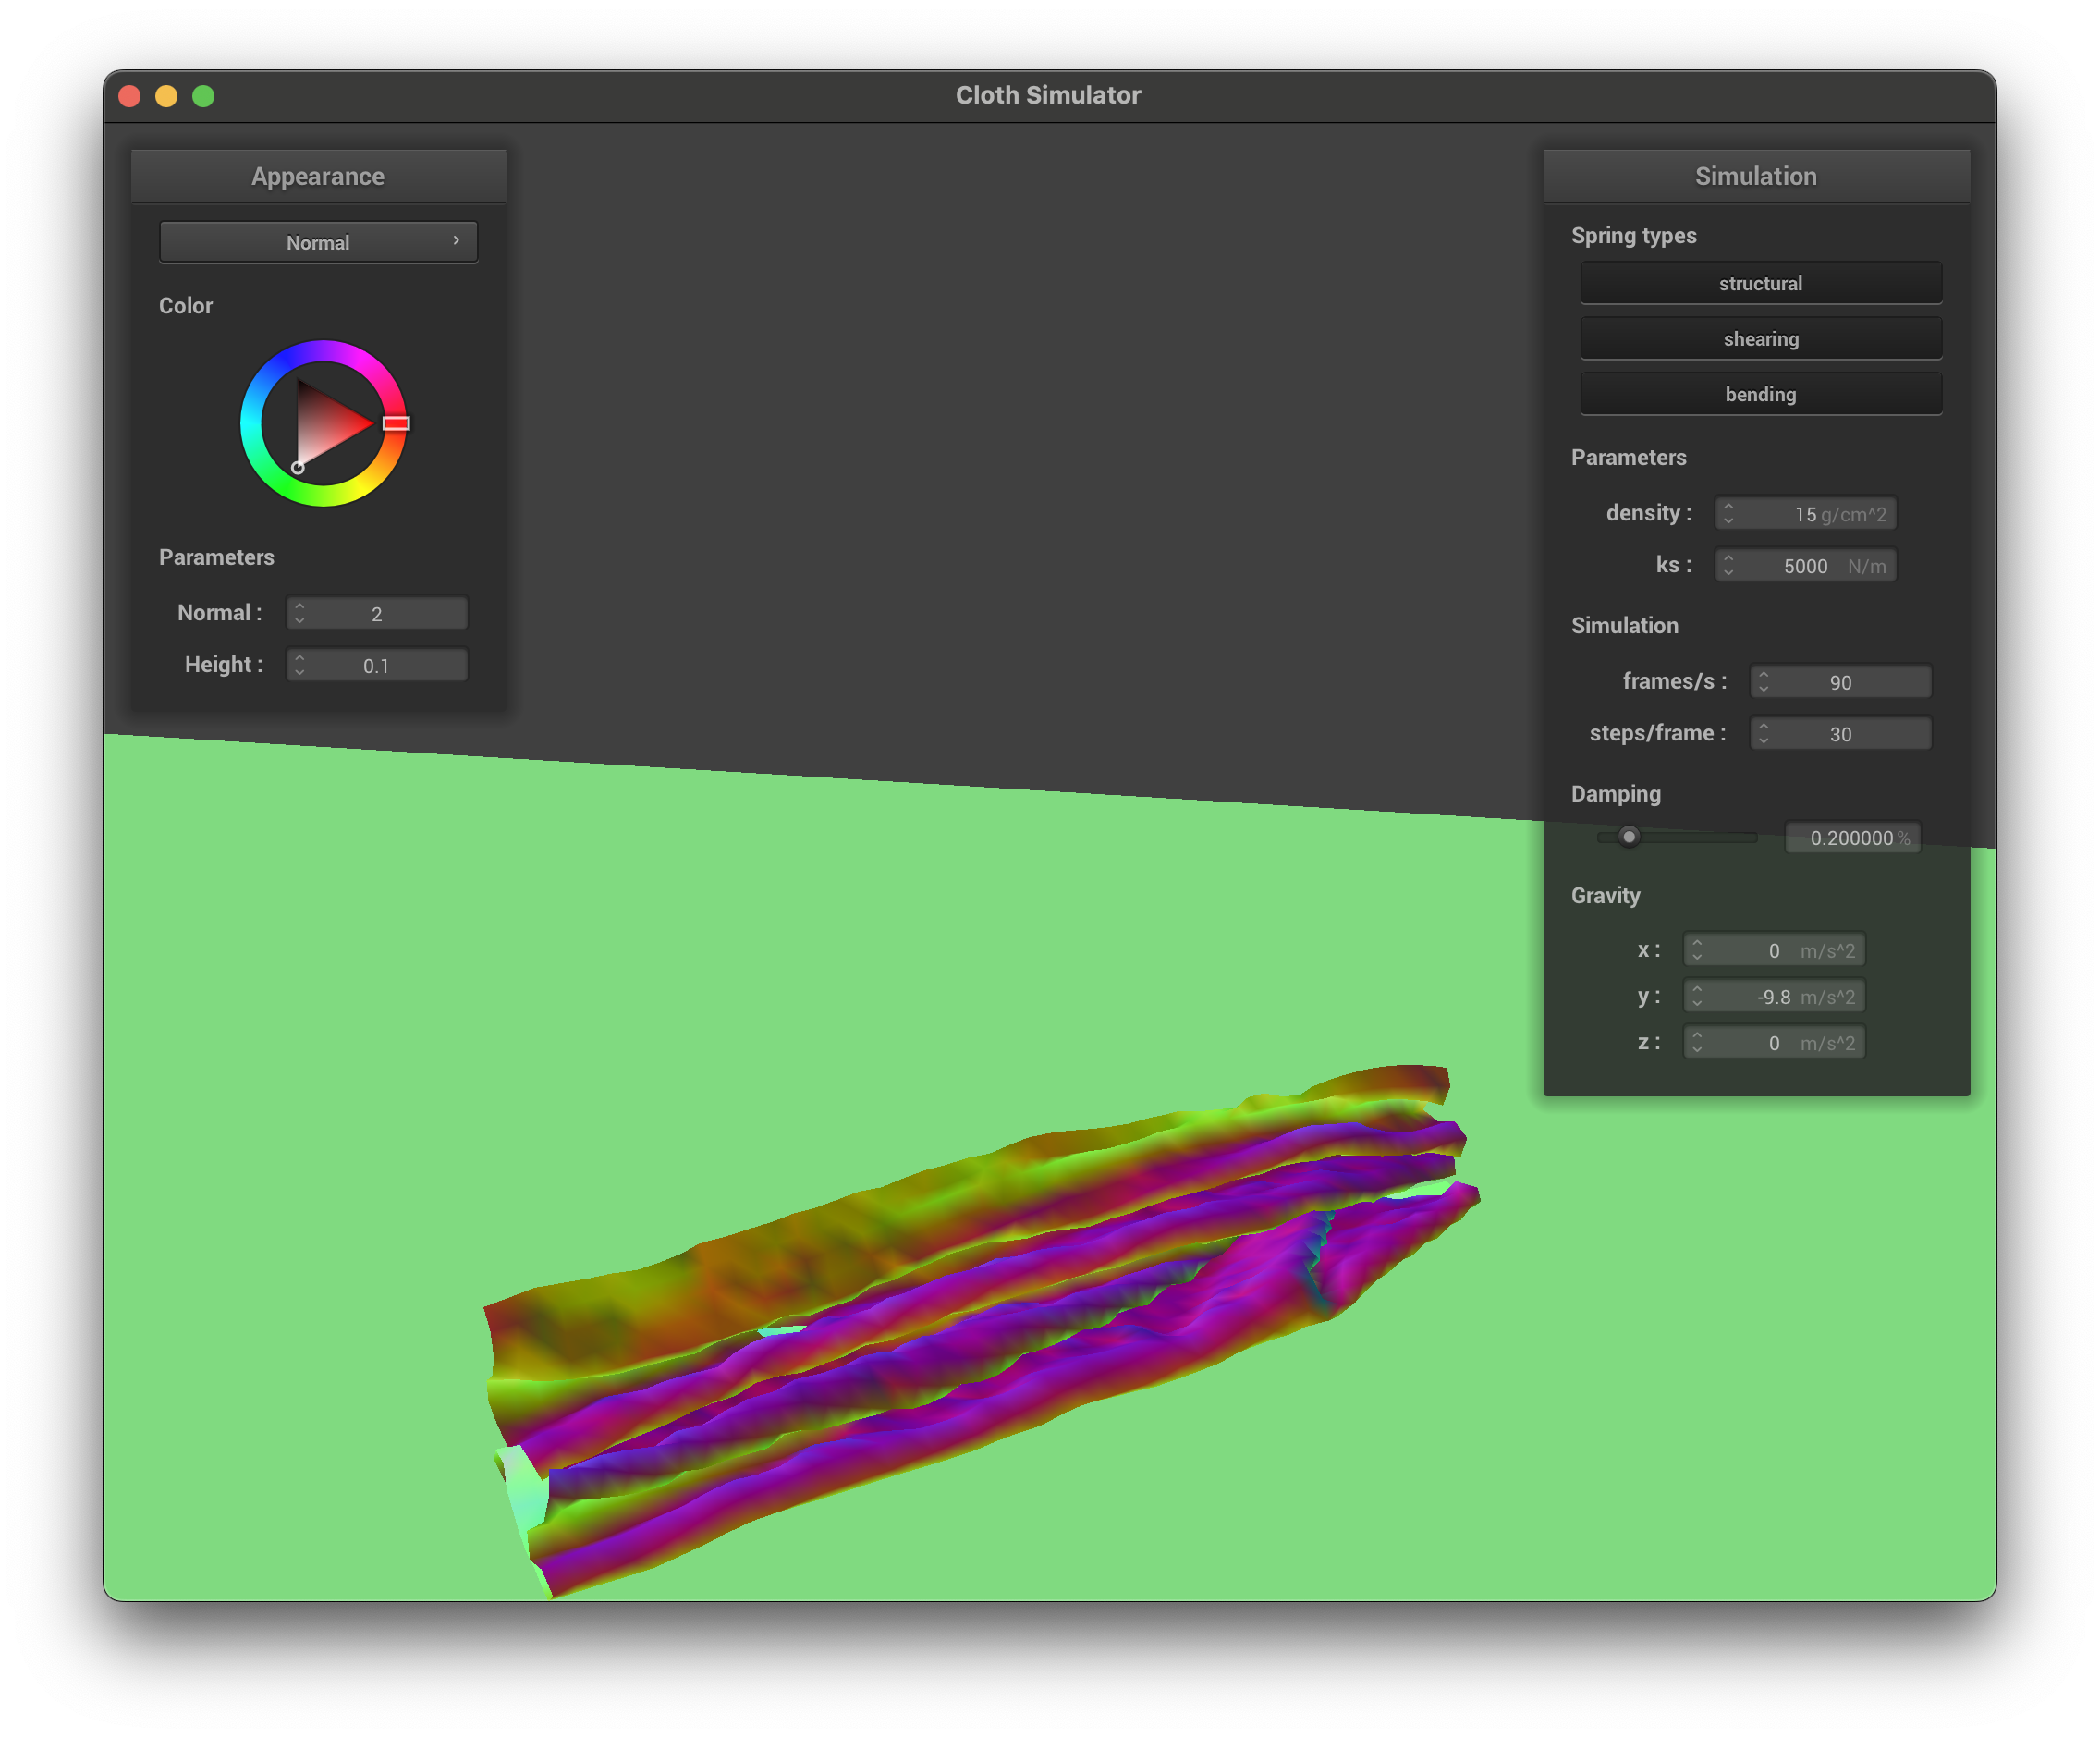 Cloth Simulator
Appearance
Normal
Color
Parameters
Normal : 2
Height : 0.1
Simulation
Spring types
structural
shearing
bending
Parameters
density : 15 g/cm^2
ks : 5000 N/m
Simulation
frames/s : 90
steps/frame : 30
Damping
0.200000 %
Gravity
x : 0 m/s^2
y : -9.8 m/s^2
z : 0 m/s^2